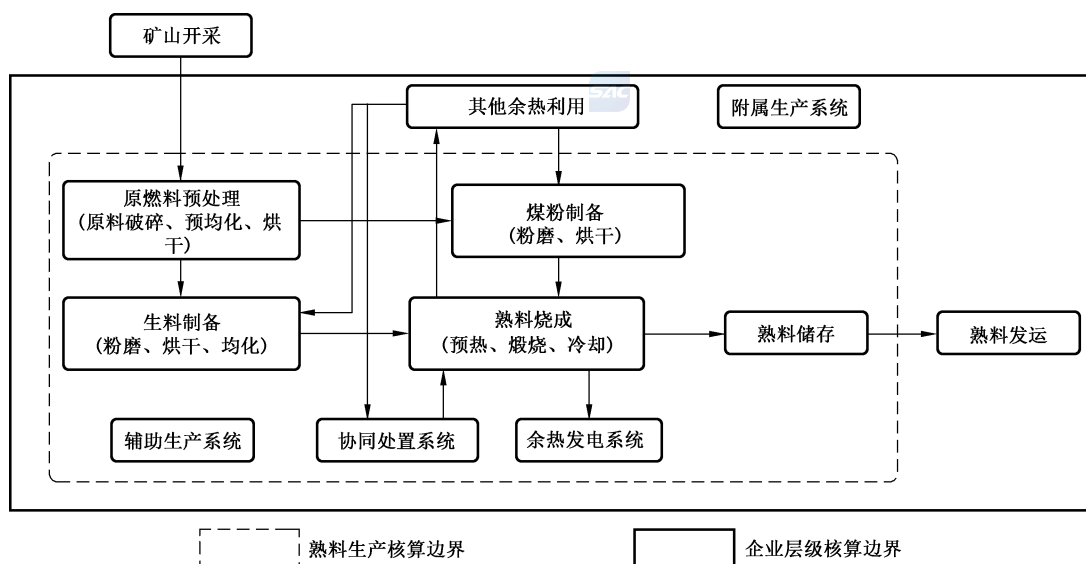 矿山开采
SZIC
其他余热利用
附属生产系统
原燃料预处理
(原料破碎、预均化、烘
干)
煤粉制备
(粉磨、烘干)
生料制备
(粉磨、烘干、均化)
熟料烧成
(预热、煅烧、冷却)
熟料储存
熟料发运
辅助生产系统
协同处置系统
余热发电系统
熟料生产核算边界
企业层级核算边界